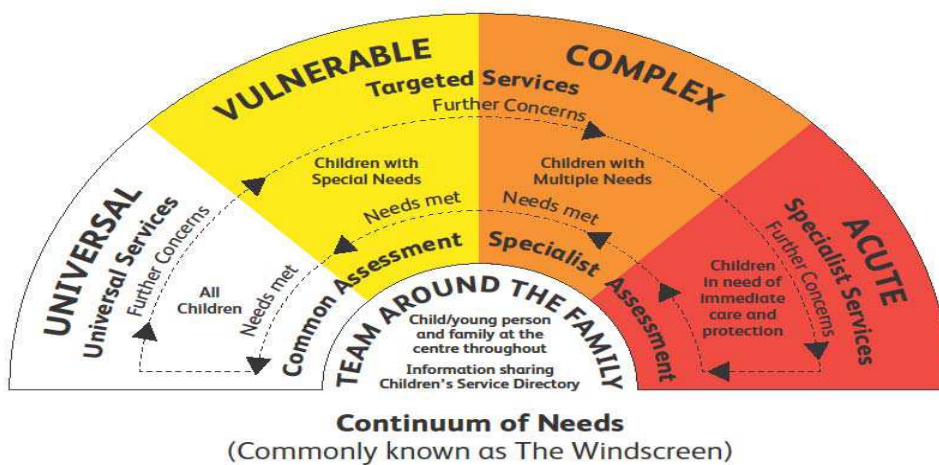 UNIVERSAL
Universal Services
Further Concerns
All
Children
Needs met
VULNERABLE
Targeted Services
Further Concerns
Children with
Special Needs
Needs met
Common Assessment
COMPLEX
Children with
Multiple Needs
Needs met
Specialist Assessment
ACUTE
Specialist Services
Further Concerns
Children
In need of
immediate
care and
protection
TEAM AROUND THE FAMILY
Child/young person
and family at the
centre throughout
Information sharing
Children's Service Directory
Continuum of Needs
(Commonly known as The Windscreen)